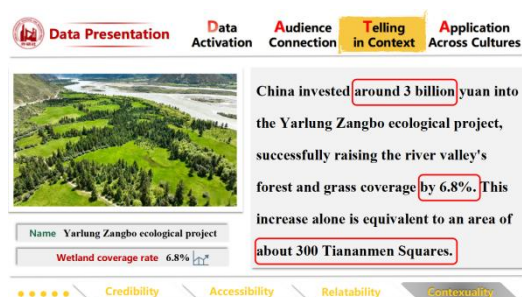 Data Presentation
Data Activation
Audience Connection
Telling in Context
Application Across Cultures
China invested around 3 billion yuan into
the Yarlung Zangbo ecological project,
successfully raising the river valley's
forest and grass coverage by 6.8%. This
increase alone is equivalent to an area of
about 300 Tiananmen Squares.
Name Yarlung Zangbo ecological project
Wetland coverage rate 6.8%
Credibility
Accessibility
Relatability
Contexuality